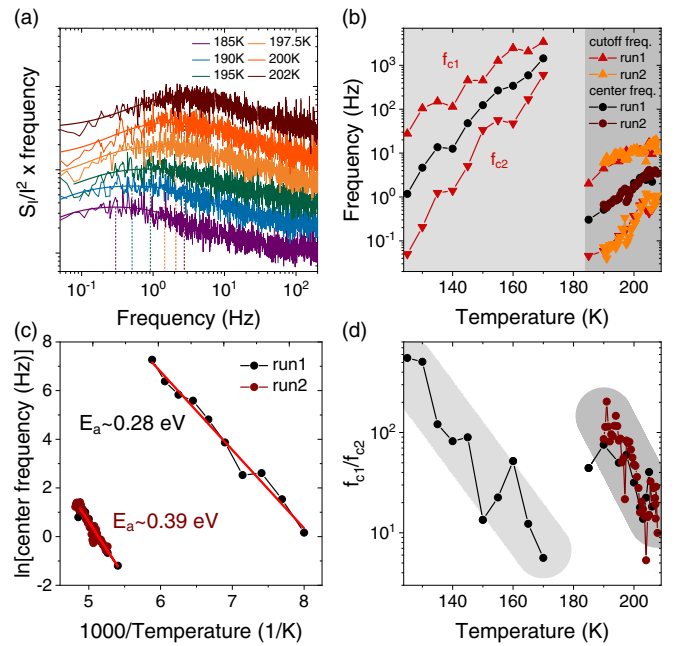 (a)
185K 197.5K
190K 200K
195K 202K
S_I/I² x frequency
10⁻¹ 10⁰ 10¹ 10²
Frequency (Hz)
(b)
10³
10²
10¹
10⁰
10⁻¹
Frequency (Hz)
f_c1
f_c2
cutoff freq.
run1
run2
center freq.
run1
run2
140 160 180 200
Temperature (K)
(c)
8
6
4
2
0
-2
ln[center frequency (Hz)]
run1
run2
E_a~0.28 eV
E_a~0.39 eV
5 6 7 8
1000/Temperature (1/K)
(d)
10²
10¹
f_c1/f_c2
140 160 180 200
Temperature (K)